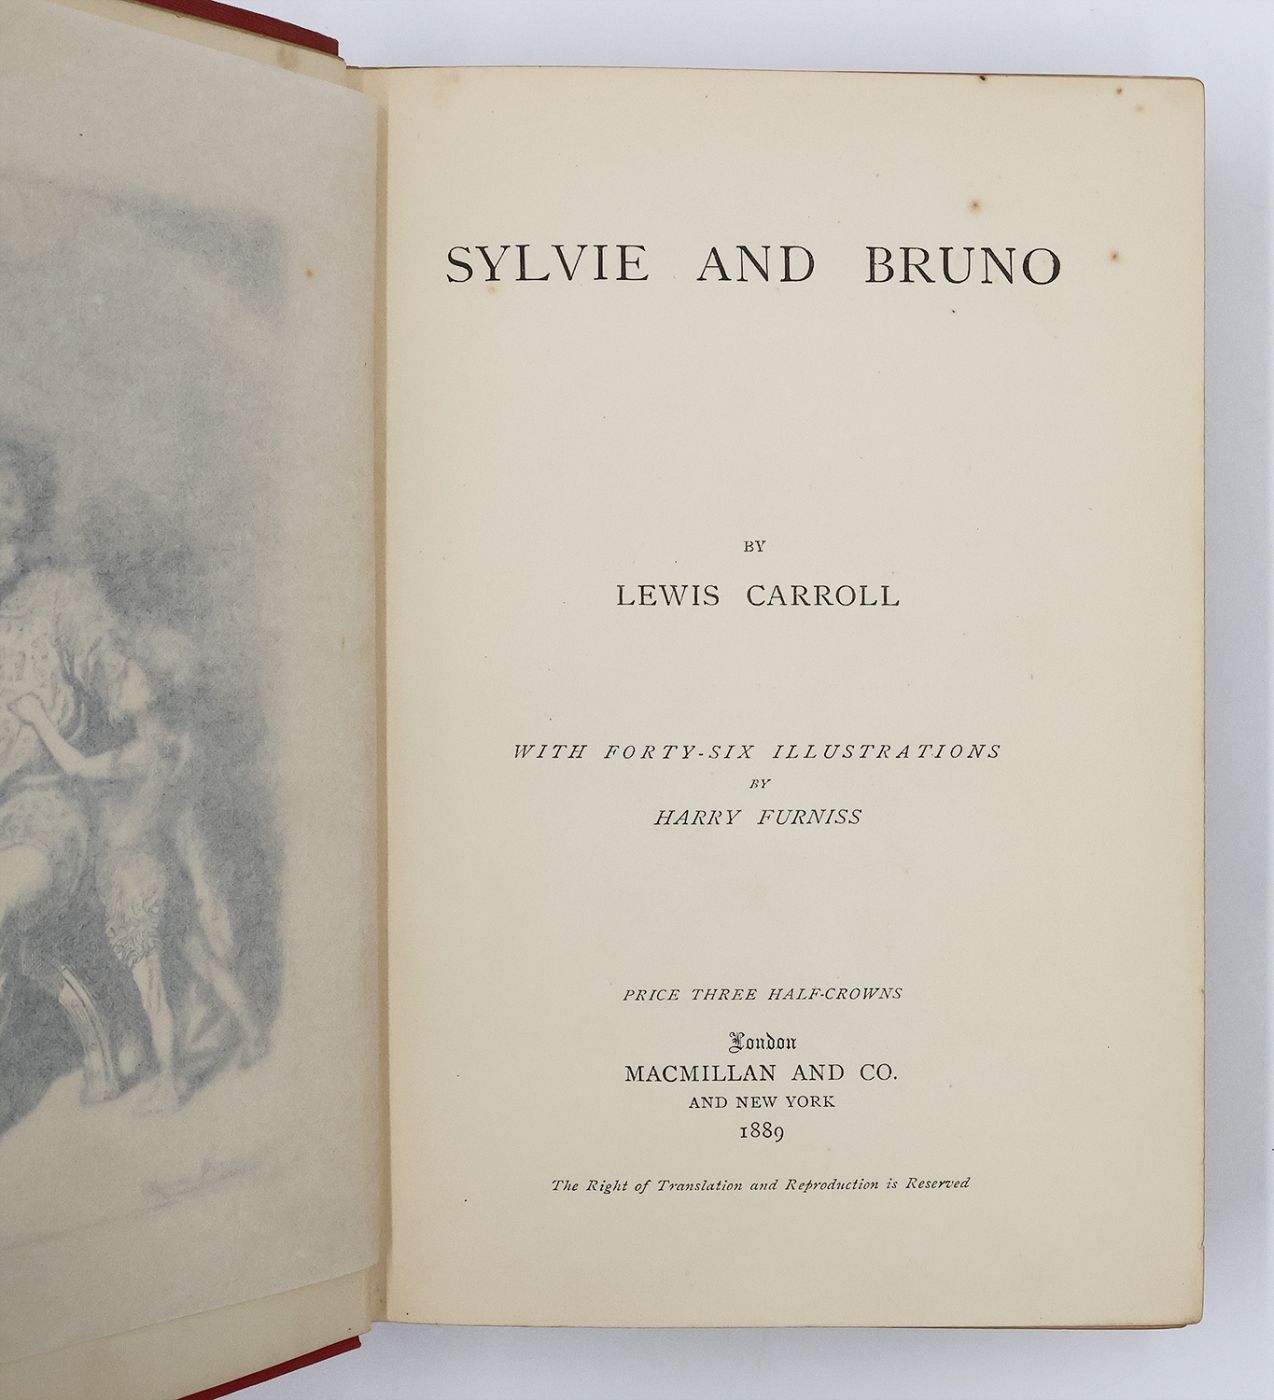 SYLVIE AND BRUNO
BY
LEWIS CARROLL
WITH FORTY-SIX ILLUSTRATIONS
BY
HARRY FURNISS
PRICE THREE HALF-CROWNS
London
MACMILLAN AND CO.
AND NEW YORK
1889
The Right of Translation and Reproduction is Reserved